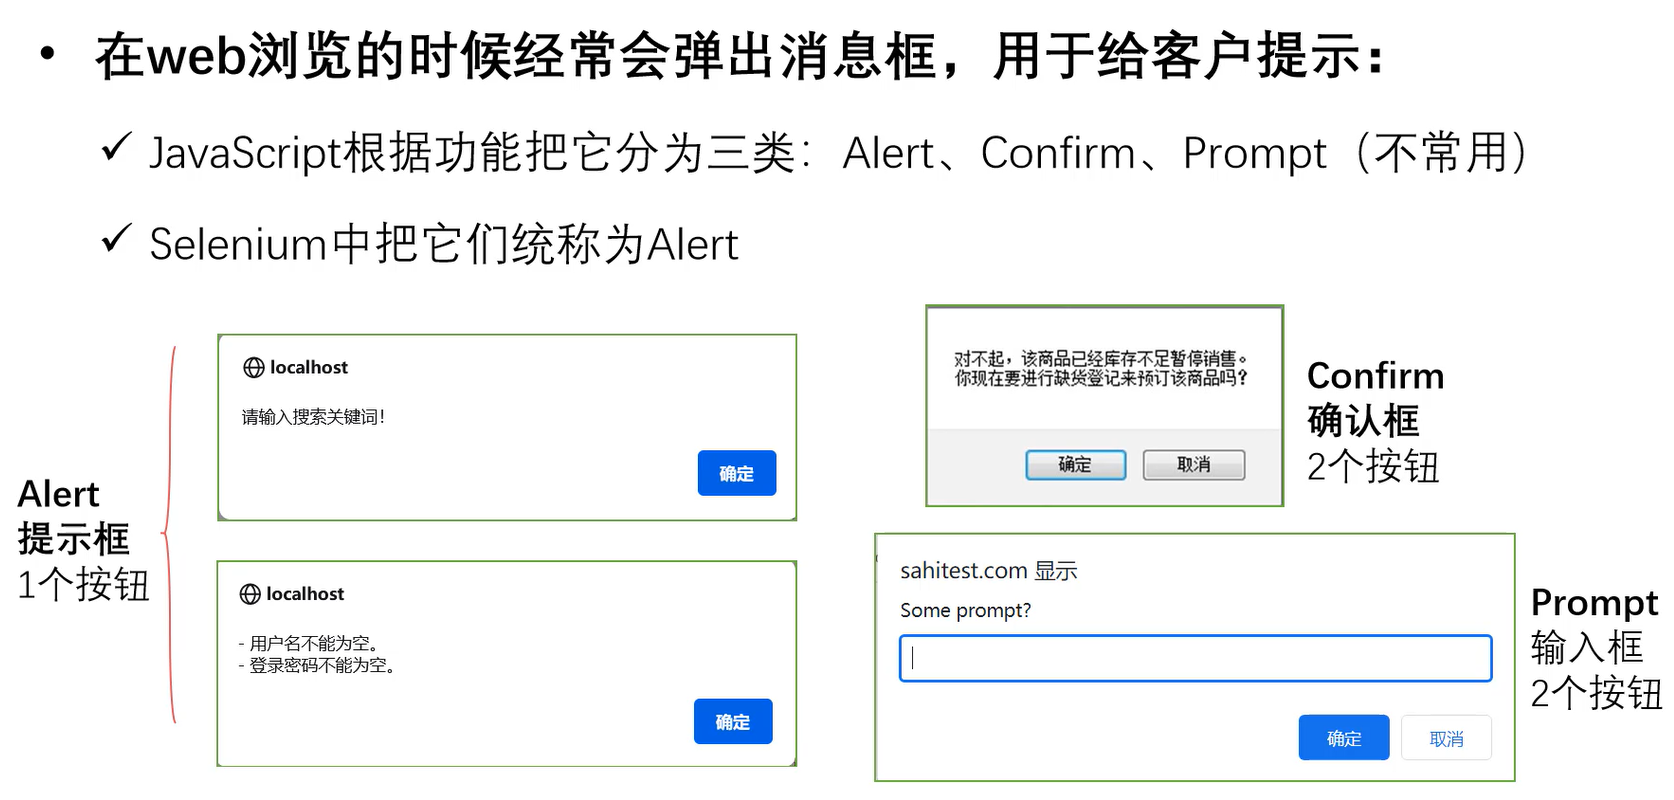 • 在web浏览的时候经常会弹出消息框，用于给客户提示：
✓ JavaScript根据功能把它分为三类：Alert、Confirm、Prompt（不常用）
✓ Selenium中把它们统称为Alert
Alert
提示框
1个按钮
localhost
请输入搜索关键词!
确定
localhost
- 用户名不能为空。
- 登录密码不能为空。
确定
对不起，该商品已经库存不足暂停销售。
你现在要进行缺货登记来预订该商品吗?
确定
取消
Confirm
确认框
2个按钮
sahitest.com 显示
Some prompt?
确定
取消
Prompt
输入框
2个按钮